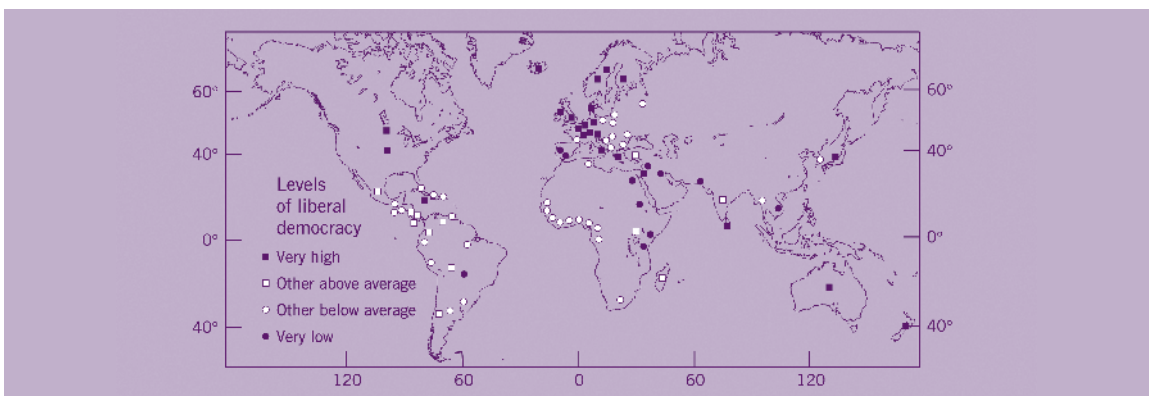 60°
60°
40°
40°
Levels
of liberal
democracy
0°
0°
Very high
Other above average
Other below average
40°
Very low
40°
120
60
0
60
120